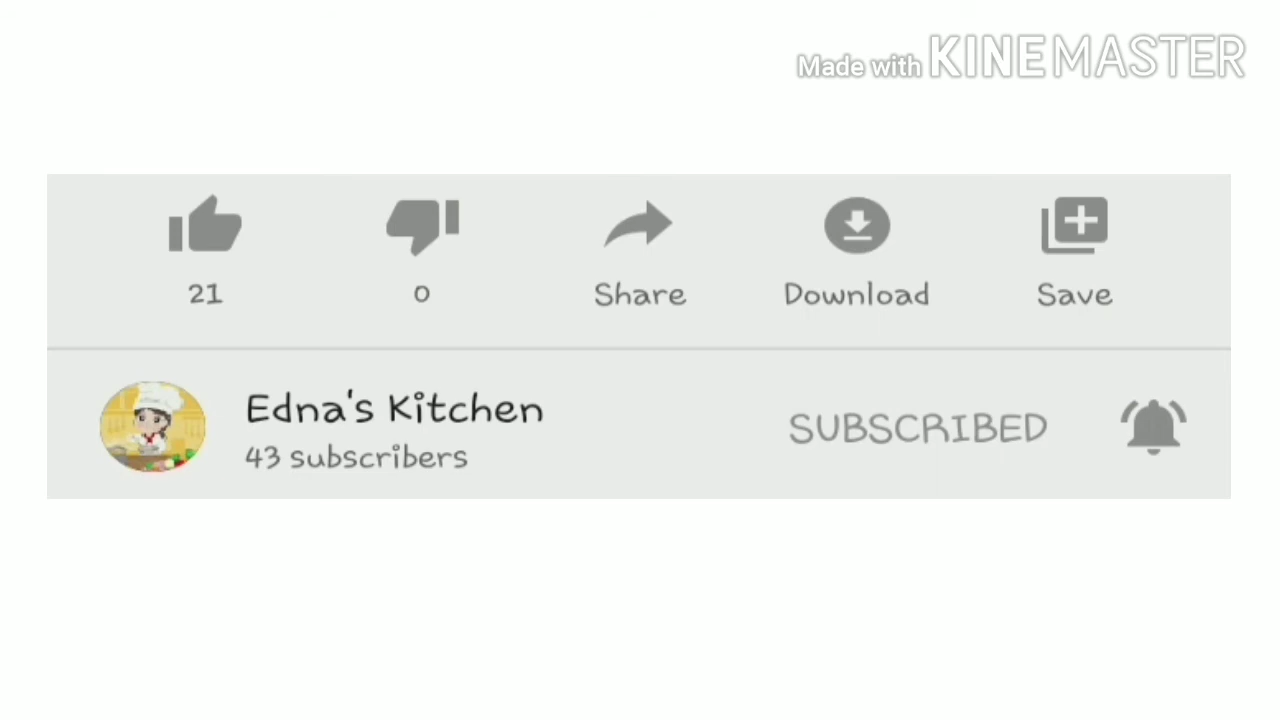 Made with KINEMASTER
21 0 Share Download Save
Edna's Kitchen
43 subscribers
SUBSCRIBED